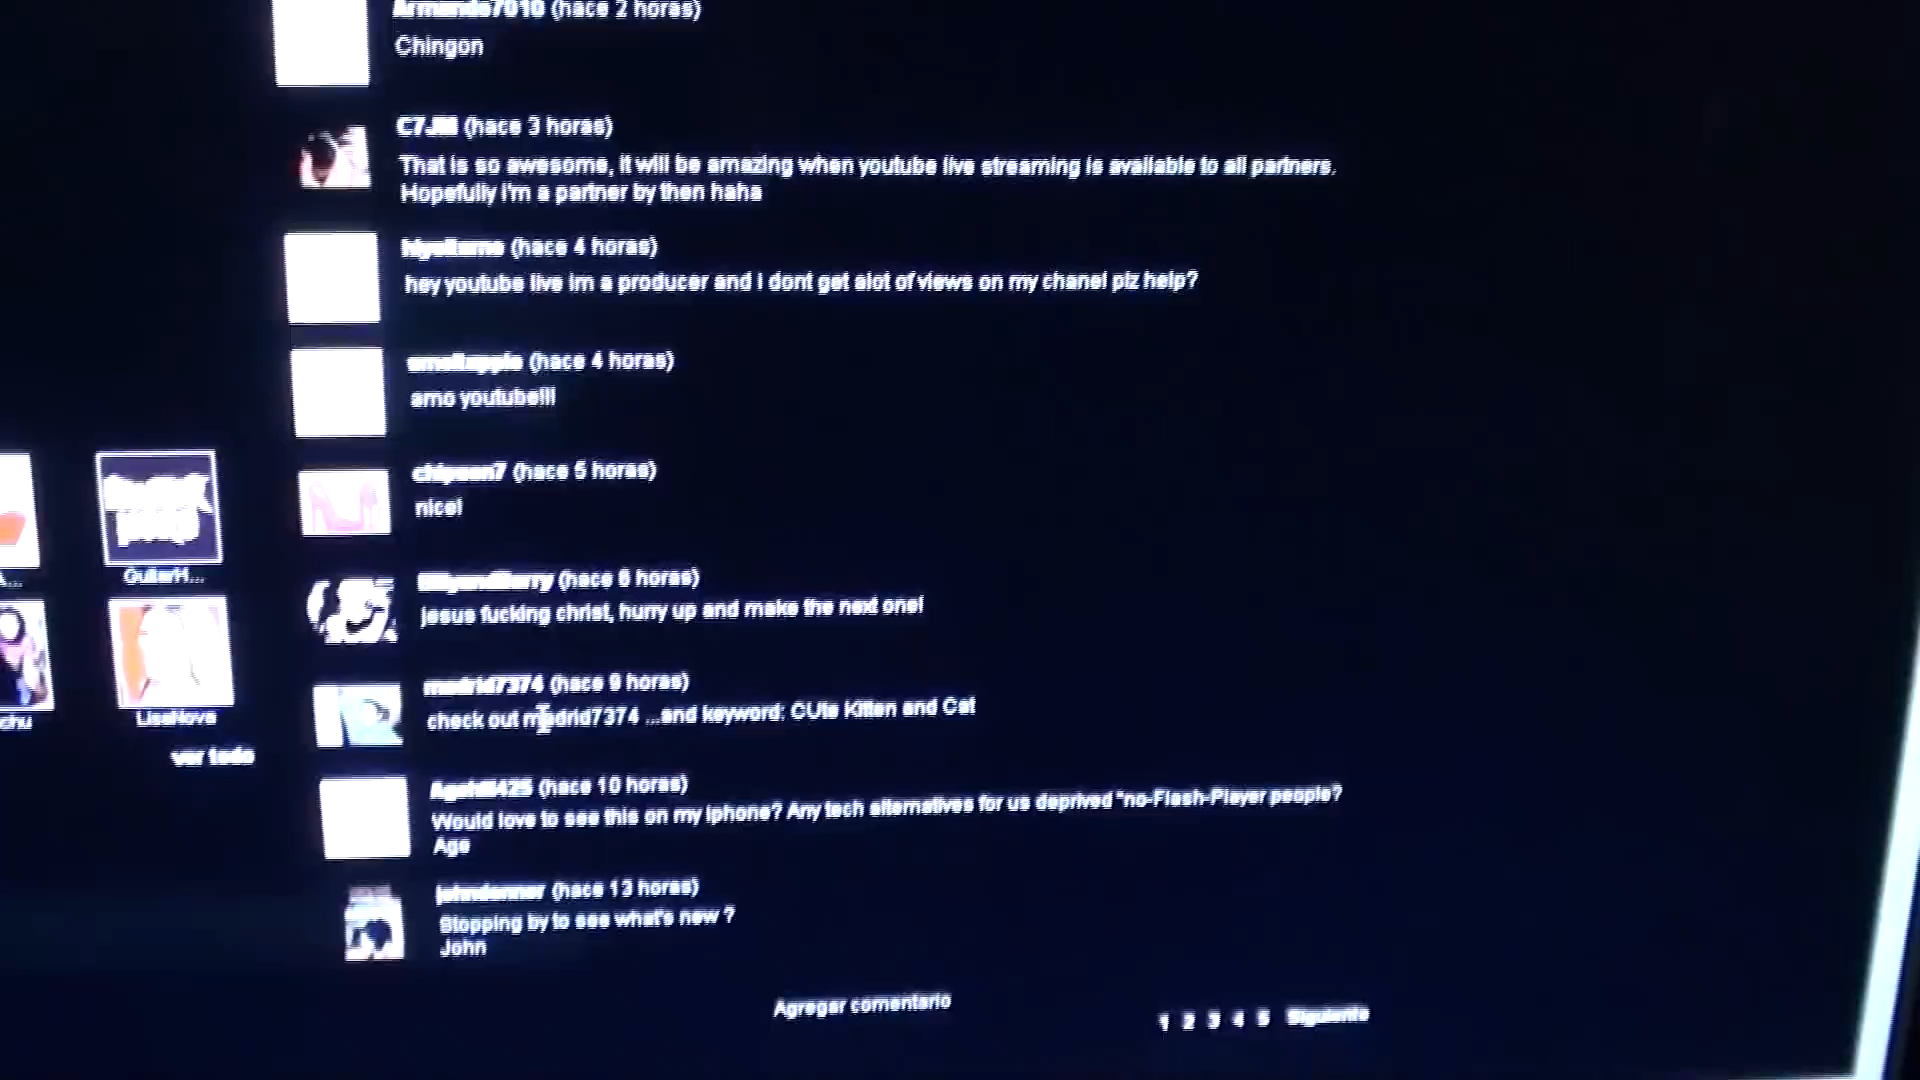 Armando7010 (hace 2 horas)
Chingon
(hace 3 horas)
That is so awesome, it will be amazing when youtube live streaming is available to all partners.
Hopefully I'm a partner by then haha
(hace 4 horas)
hey youtube live im a producer and i dont get alot of views on my chanel plz help?
(hace 4 horas)
amo youtube!!!
(hace 5 horas)
nice!
(hace 6 horas)
jesus fucking christ, hurry up and make the next one!
madrid7374 (hace 9 horas)
check out madrid7374 ...and keyword: CUte Kitten and Cat
(hace 10 horas)
Would love to see this on my iphone? Any tech alternatives for us deprived "no-Flash-Player people?
Age
(hace 13 horas)
Stopping by to see what's new ?
John
GuitarH...
chu
LisaNova
ver todo
Agregar comentario
1 2 3 4 5 Siguiente